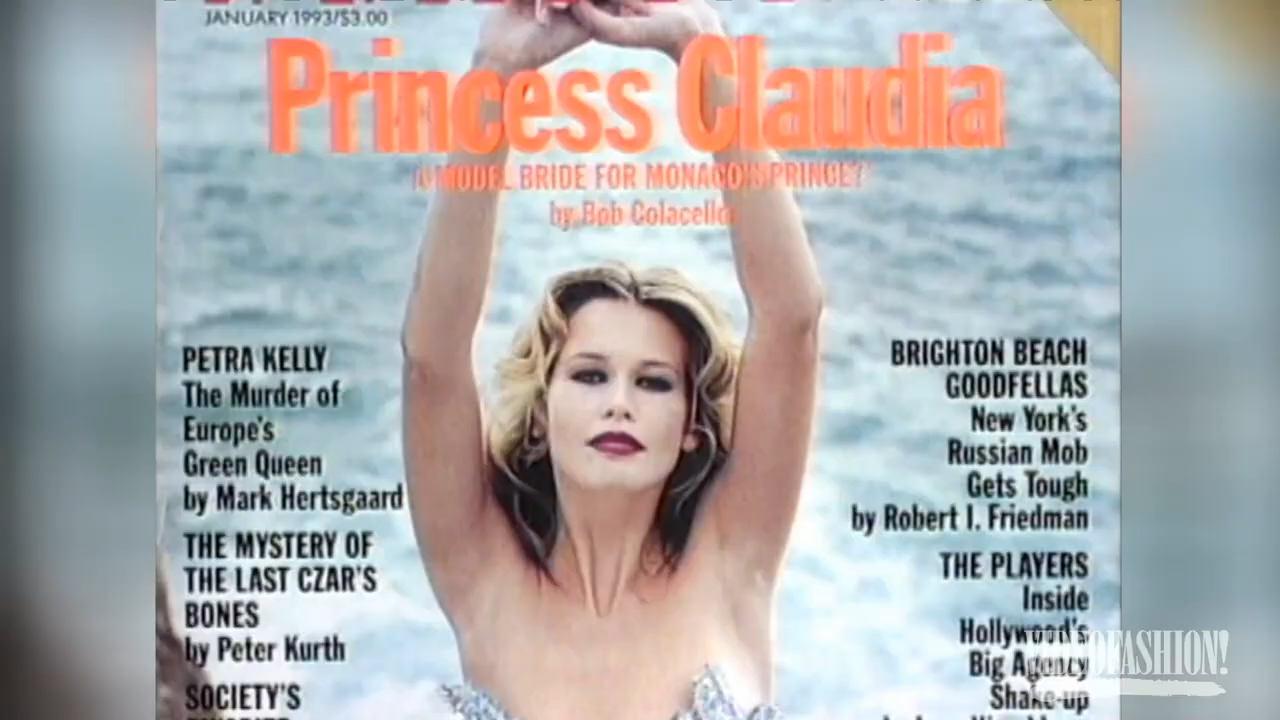 JANUARY 1993/$3.00
Princess Claudia
A MODEL BRIDE FOR MONACO'S PRINCE?
by Bob Colacello
PETRA KELLY
The Murder of
Europe's
Green Queen
by Mark Hertsgaard
THE MYSTERY OF
THE LAST CZAR'S
BONES
by Peter Kurth
SOCIETY'S
BRIGHTON BEACH
GOODFELLAS
New York's
Russian Mob
Gets Tough
by Robert I. Friedman
THE PLAYERS
Inside
Hollywood's
Big Agency
Shake-up
VIDEOFASHION!